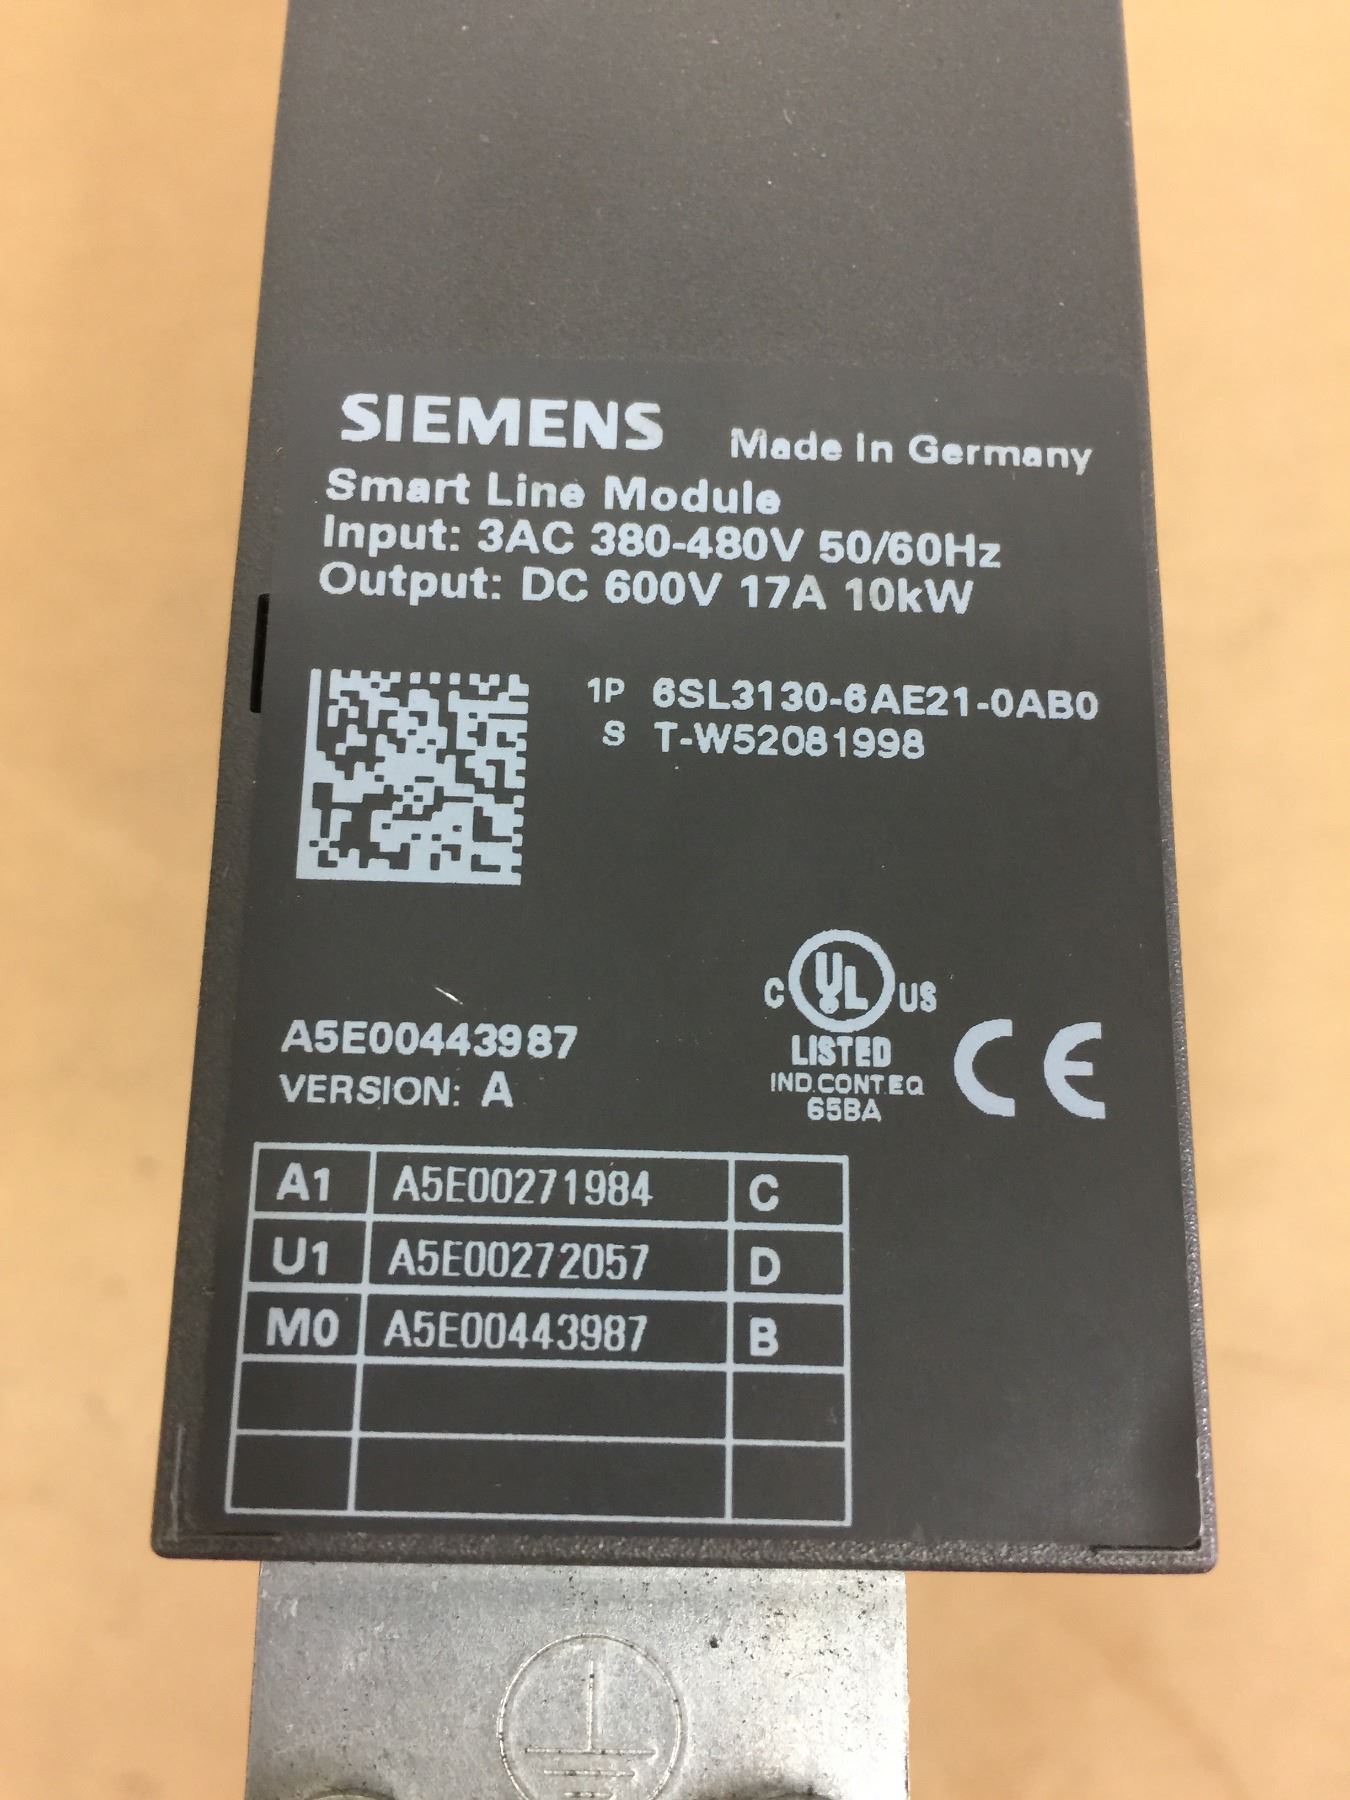 SIEMENS Made In Germany
Smart Line Module
Input: 3AC 380-480V 50/60Hz
Output: DC 600V 17A 10kW
1P 6SL3130-6AE21-0AB0
S T-W52081998
C UL US
LISTED
IND.CONT.EQ
65BA
CE
A5E00443987
VERSION: A
A1 A5E00271984 C
U1 A5E00272057 D
M0 A5E00443987 B